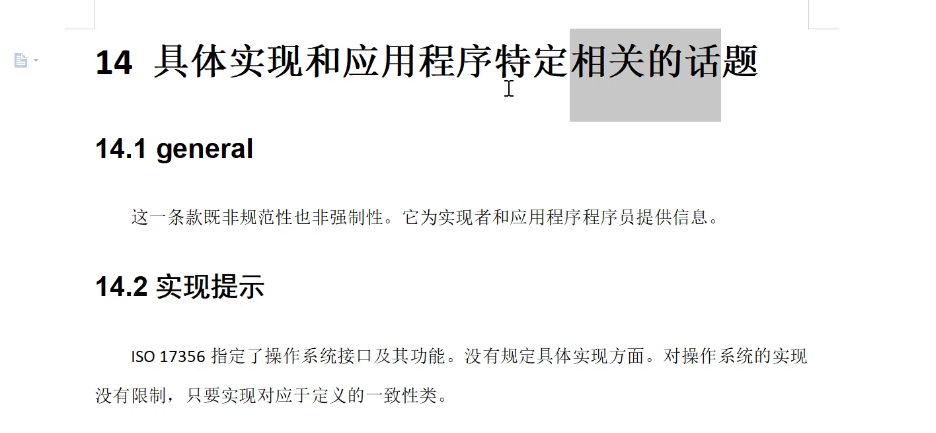 14 具体实现和应用程序特定相关的话题
14.1 general
这一条款既非规范性也非强制性。它为实现者和应用程序程序员提供信息。
14.2 实现提示
ISO 17356 指定了操作系统接口及其功能。没有规定具体实现方面。对操作系统的实现
没有限制，只要实现对应于定义的一致性类。